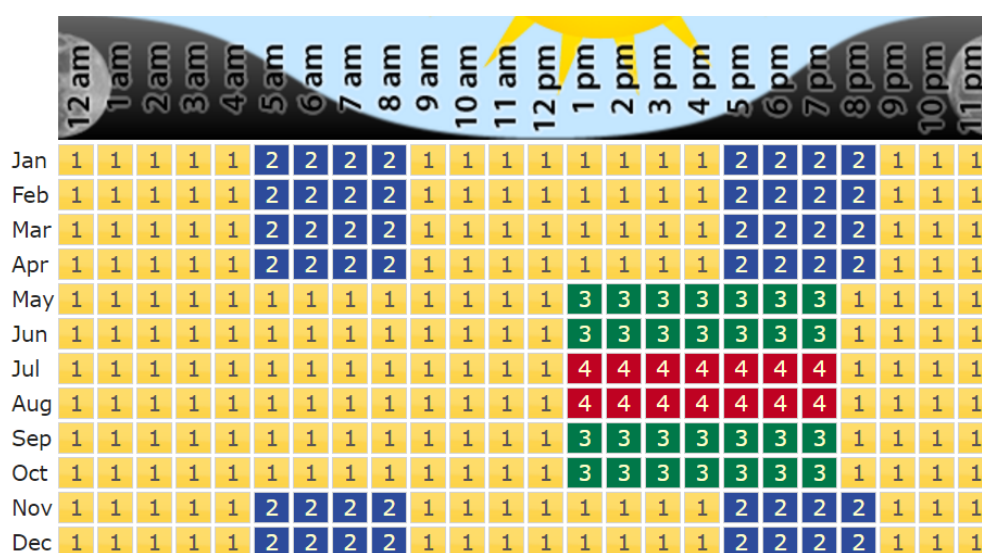 12 am 1 am 2 am 3 am 4 am 5 am 6 am 7 am 8 am 9 am 10 am 11 am 12 pm 1 pm 2 pm 3 pm 4 pm 5 pm 6 pm 7 pm 8 pm 9 pm 10 pm 11 pm
Jan 1 1 1 1 1 2 2 2 2 1 1 1 1 1 1 1 1 2 2 2 2 1 1 1
Feb 1 1 1 1 1 2 2 2 2 1 1 1 1 1 1 1 1 2 2 2 2 1 1 1
Mar 1 1 1 1 1 2 2 2 2 1 1 1 1 1 1 1 1 2 2 2 2 1 1 1
Apr 1 1 1 1 1 2 2 2 2 1 1 1 1 1 1 1 1 2 2 2 2 1 1 1
May 1 1 1 1 1 1 1 1 1 1 1 1 1 3 3 3 3 3 3 3 1 1 1 1
Jun 1 1 1 1 1 1 1 1 1 1 1 1 1 3 3 3 3 3 3 3 1 1 1 1
Jul 1 1 1 1 1 1 1 1 1 1 1 1 1 4 4 4 4 4 4 4 1 1 1 1
Aug 1 1 1 1 1 1 1 1 1 1 1 1 1 4 4 4 4 4 4 4 1 1 1 1
Sep 1 1 1 1 1 1 1 1 1 1 1 1 1 3 3 3 3 3 3 3 1 1 1 1
Oct 1 1 1 1 1 1 1 1 1 1 1 1 1 3 3 3 3 3 3 3 1 1 1 1
Nov 1 1 1 1 1 2 2 2 2 1 1 1 1 1 1 1 1 2 2 2 2 1 1 1
Dec 1 1 1 1 1 2 2 2 2 1 1 1 1 1 1 1 1 2 2 2 2 1 1 1